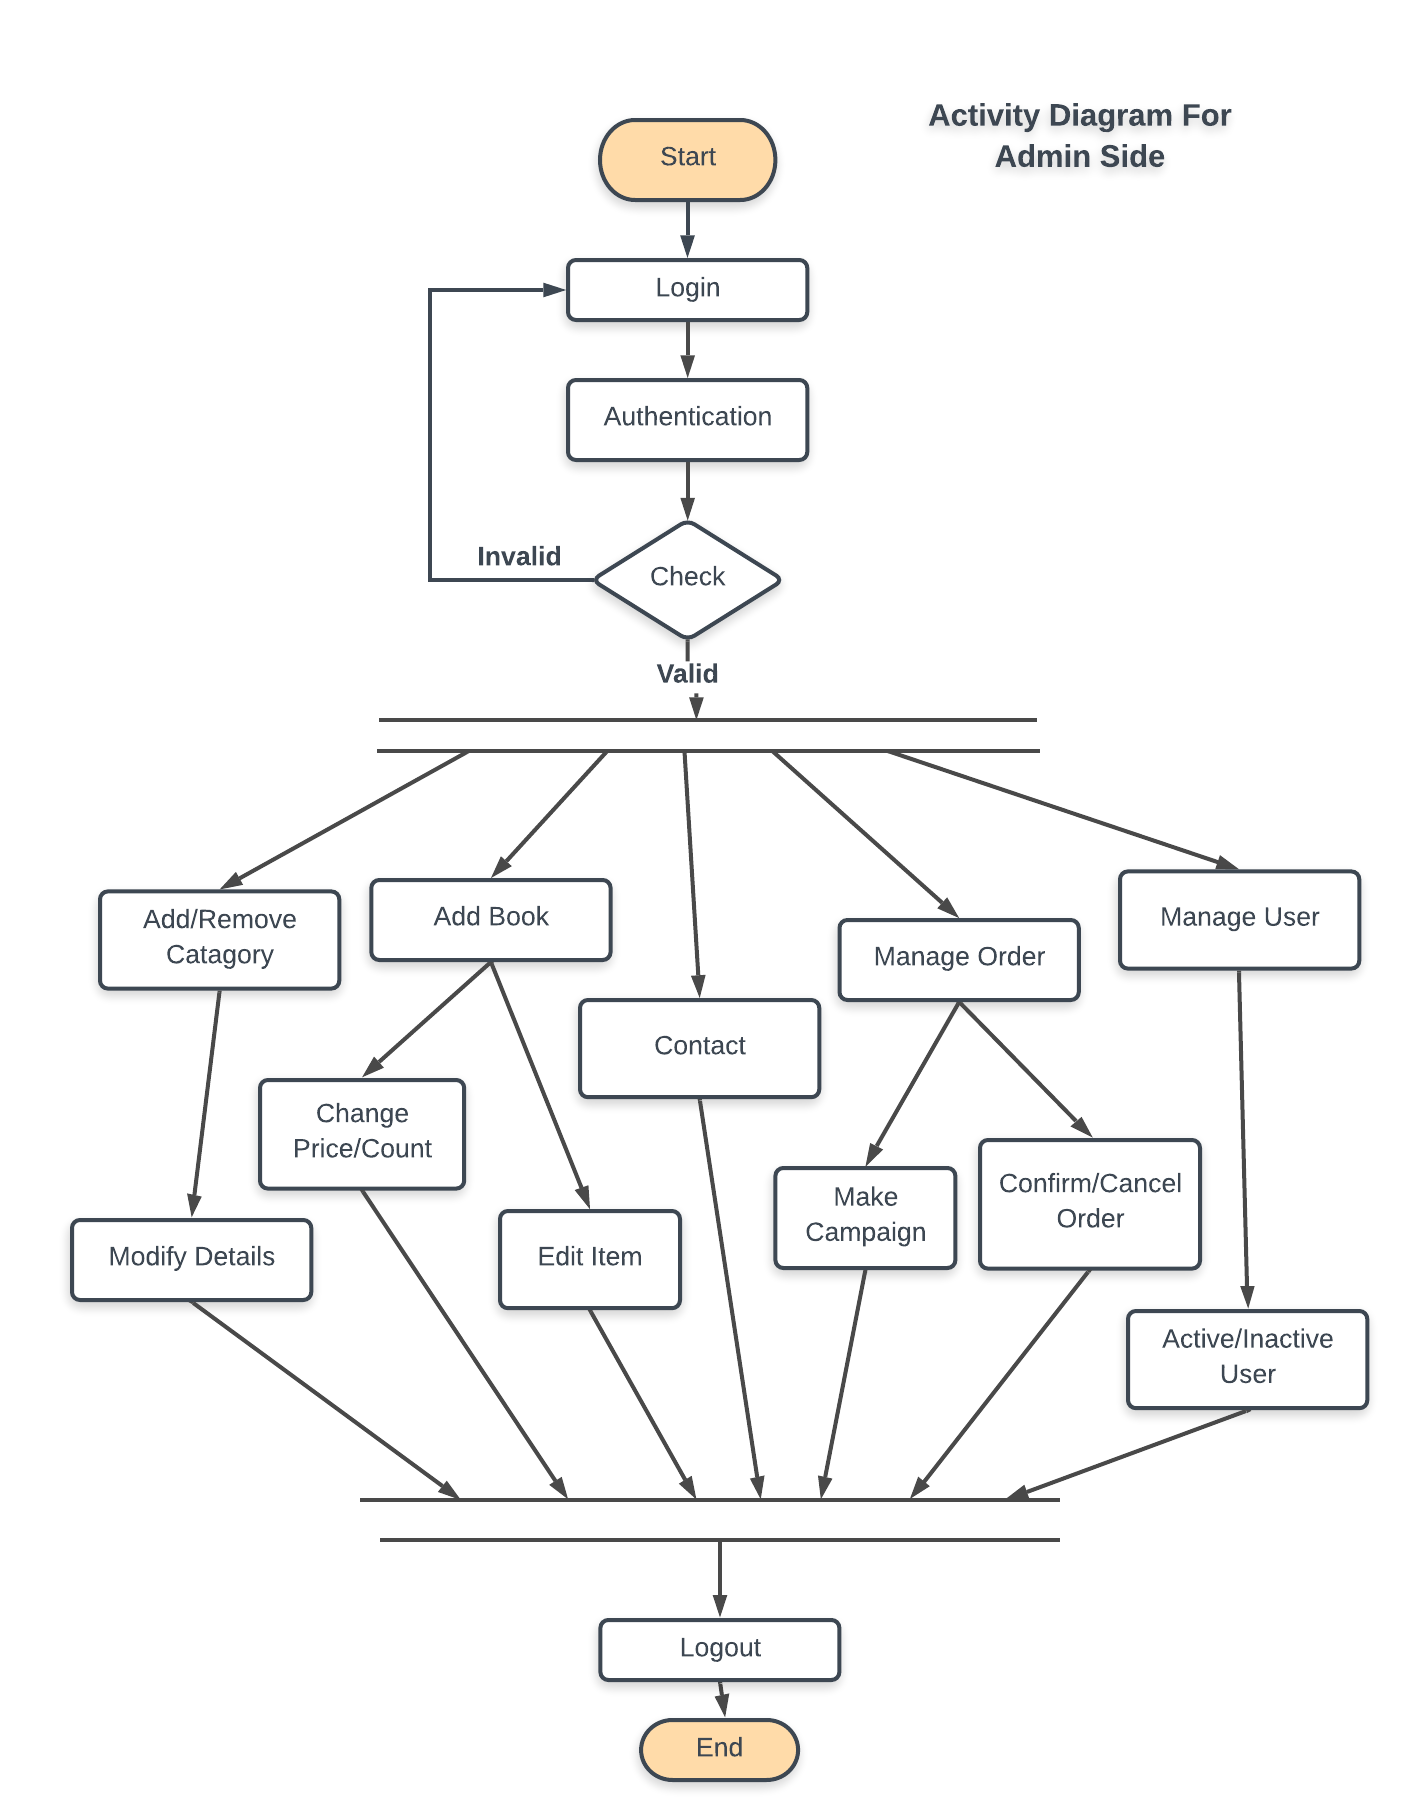 Activity Diagram For
Admin Side
Start
Login
Authentication
Check
Invalid
Valid
Add/Remove
Catagory
Add Book
Contact
Manage Order
Manage User
Change
Price/Count
Modify Details
Edit Item
Make
Campaign
Confirm/Cancel
Order
Active/Inactive
User
Logout
End